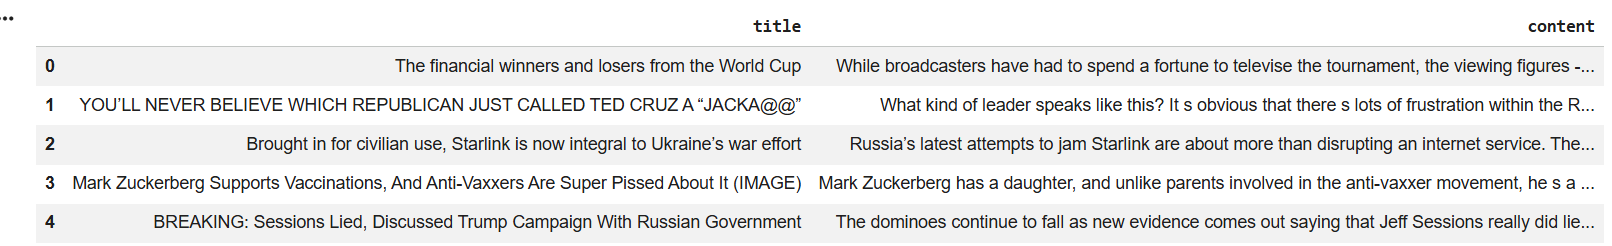 ...
title content
0 The financial winners and losers from the World Cup While broadcasters have had to spend a fortune to televise the tournament, the viewing figures -...
1 YOU’LL NEVER BELIEVE WHICH REPUBLICAN JUST CALLED TED CRUZ A “JACKA@@” What kind of leader speaks like this? It s obvious that there s lots of frustration within the R...
2 Brought in for civilian use, Starlink is now integral to Ukraine’s war effort Russia’s latest attempts to jam Starlink are about more than disrupting an internet service. The...
3 Mark Zuckerberg Supports Vaccinations, And Anti-Vaxxers Are Super Pissed About It (IMAGE) Mark Zuckerberg has a daughter, and unlike parents involved in the anti-vaxxer movement, he s a ...
4 BREAKING: Sessions Lied, Discussed Trump Campaign With Russian Government The dominoes continue to fall as new evidence comes out saying that Jeff Sessions really did lie...